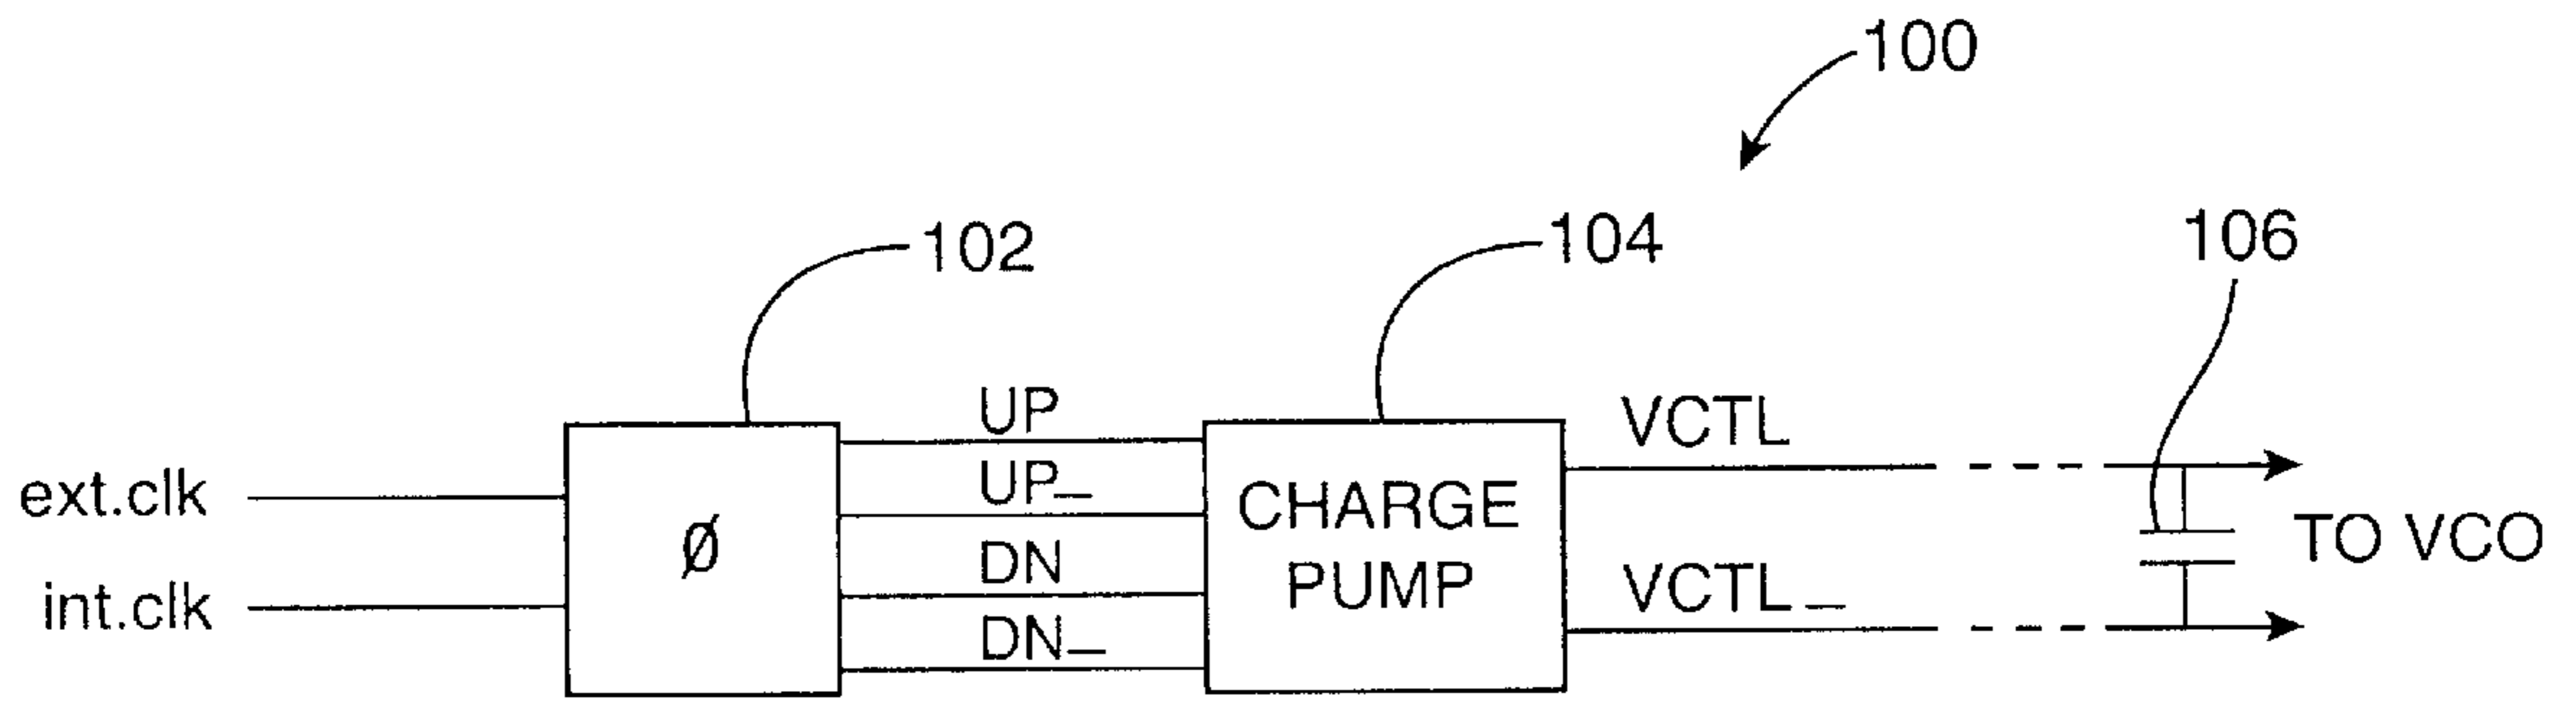 100
102
104
106
UP
VCTL
UP_
ext.clk
CHARGE
Ø
TO VCO
DN
PUMP
int.clk
VCTL_
DN_